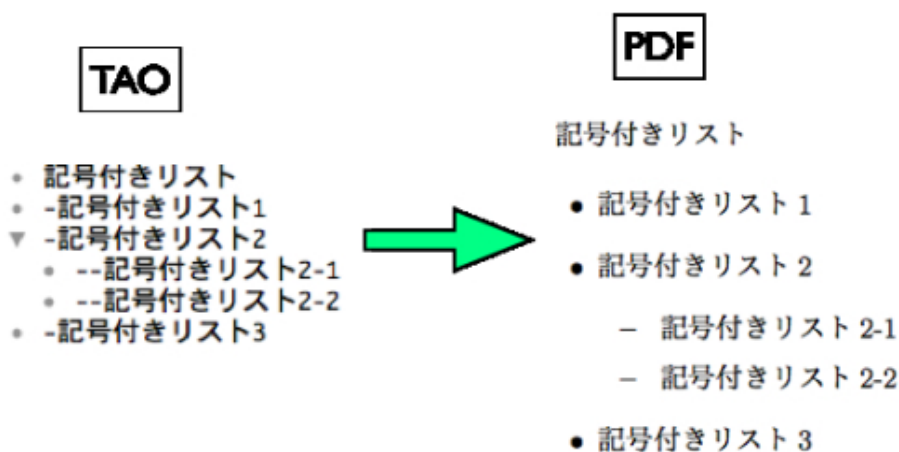 TAO
記号付きリスト
-記号付きリスト1
-記号付きリスト2
--記号付きリスト2-1
--記号付きリスト2-2
-記号付きリスト3
PDF
記号付きリスト
• 記号付きリスト 1
• 記号付きリスト 2
– 記号付きリスト 2-1
– 記号付きリスト 2-2
• 記号付きリスト 3